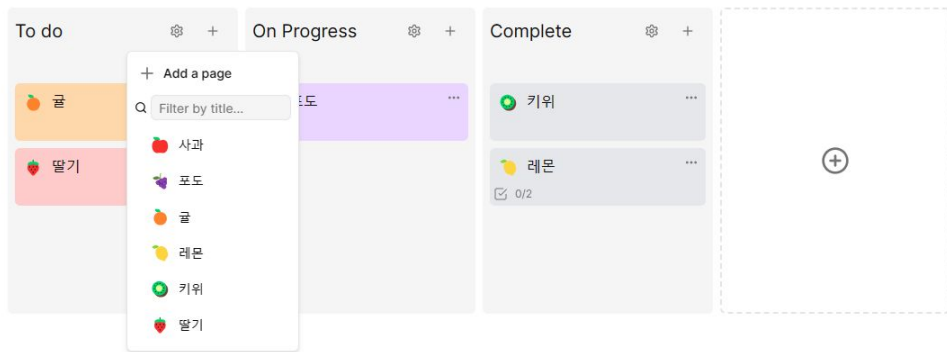 To do
On Progress
Complete
Add a page
Filter by title...
사과
포도
귤
레몬
키위
딸기
귤
딸기
도
키위
레몬
0/2